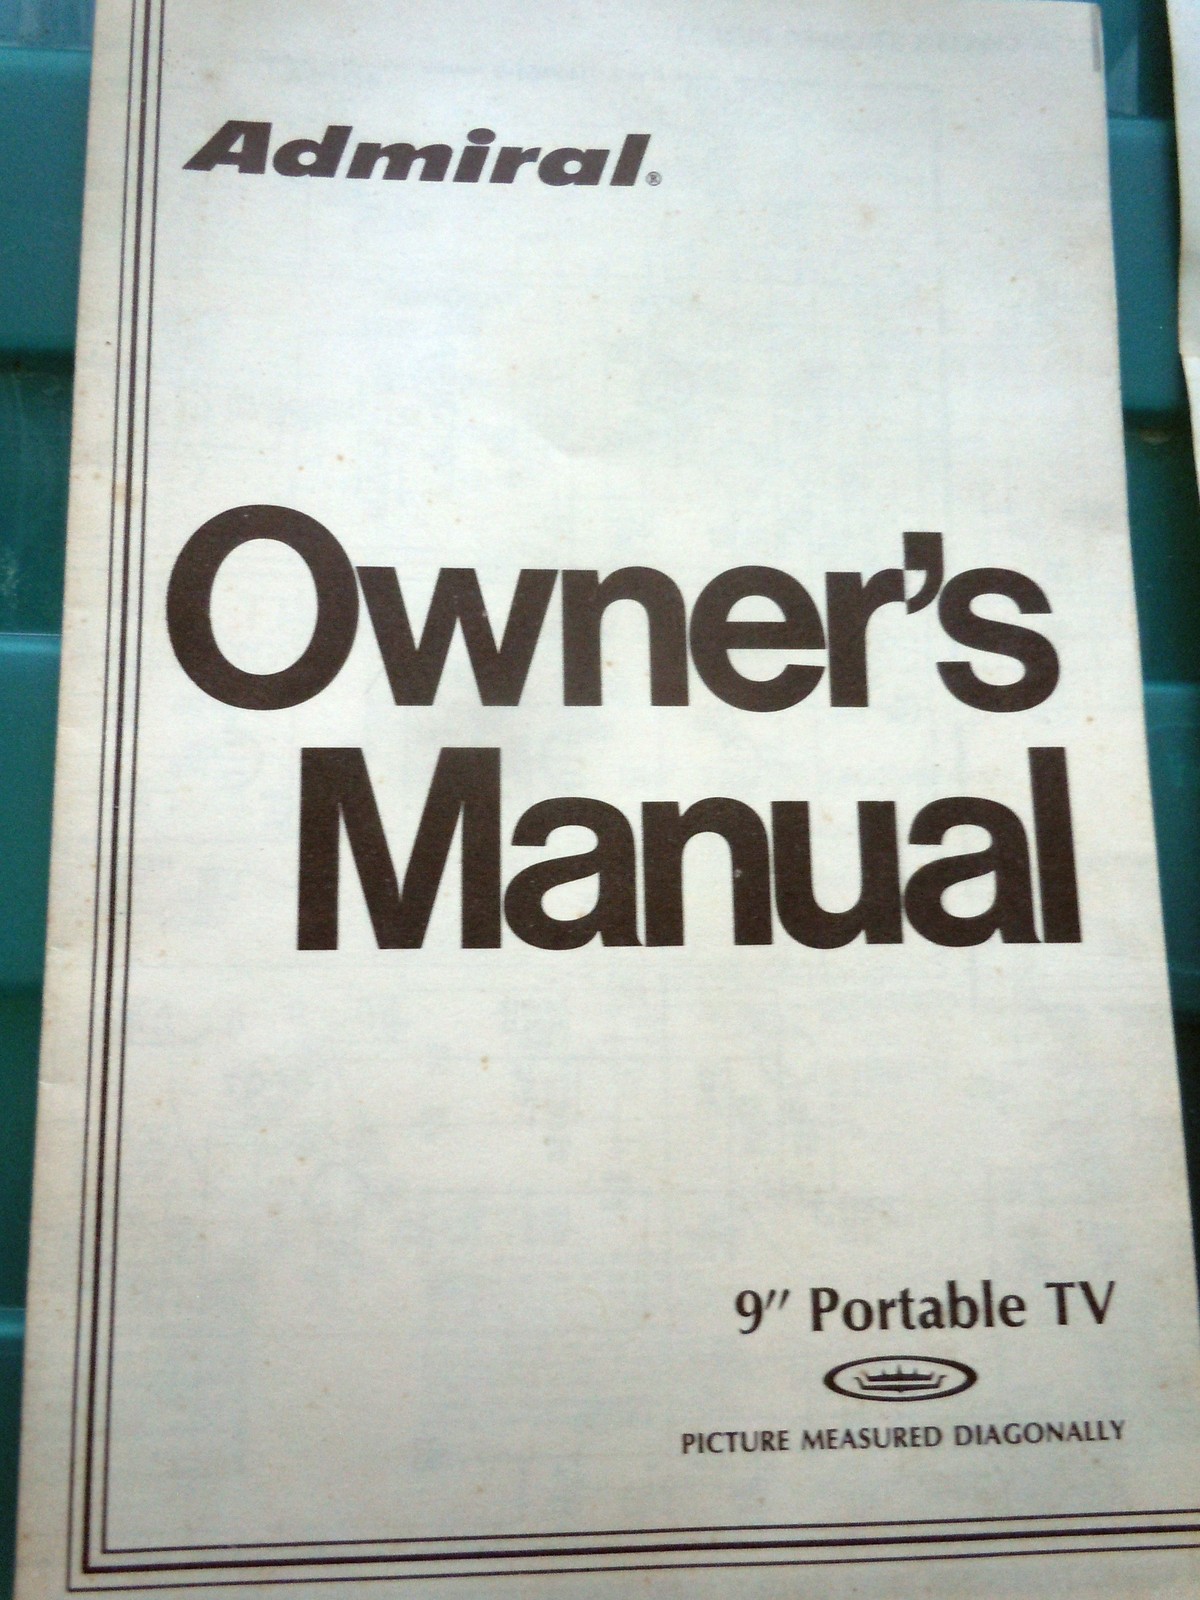 Admiral®
Owner's
Manual
9" Portable TV
PICTURE MEASURED DIAGONALLY